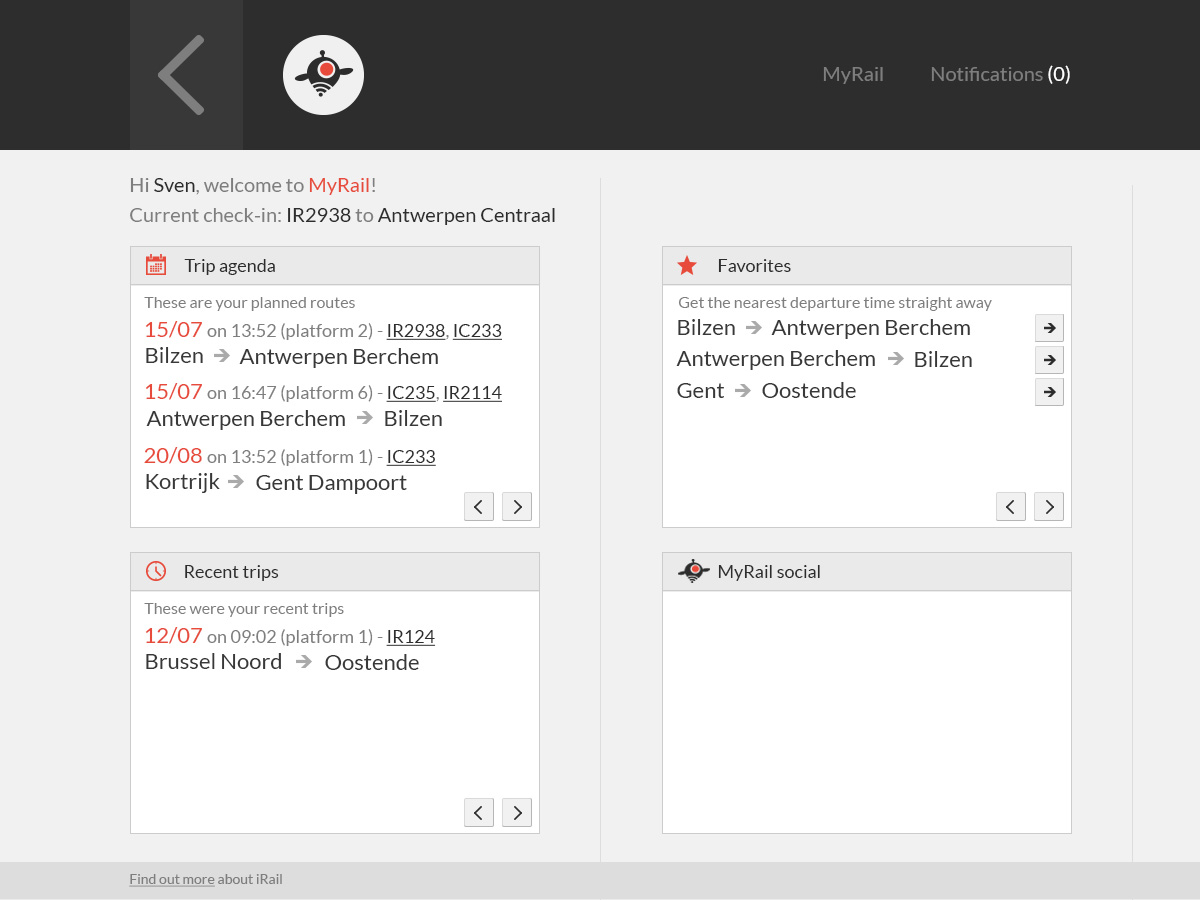 MyRail
Notifications (0)
Hi Sven, welcome to MyRail!
Current check-in: IR2938 to Antwerpen Centraal
Trip agenda
These are your planned routes
15/07 on 13:52 (platform 2) - IR2938, IC233
Bilzen → Antwerpen Berchem
15/07 on 16:47 (platform 6) - IC235, IR2114
Antwerpen Berchem → Bilzen
20/08 on 13:52 (platform 1) - IC233
Kortrijk → Gent Dampoort
Favorites
Get the nearest departure time straight away
Bilzen → Antwerpen Berchem
Antwerpen Berchem → Bilzen
Gent → Oostende
Recent trips
These were your recent trips
12/07 on 09:02 (platform 1) - IR124
Brussel Noord → Oostende
MyRail social
Find out more about iRail